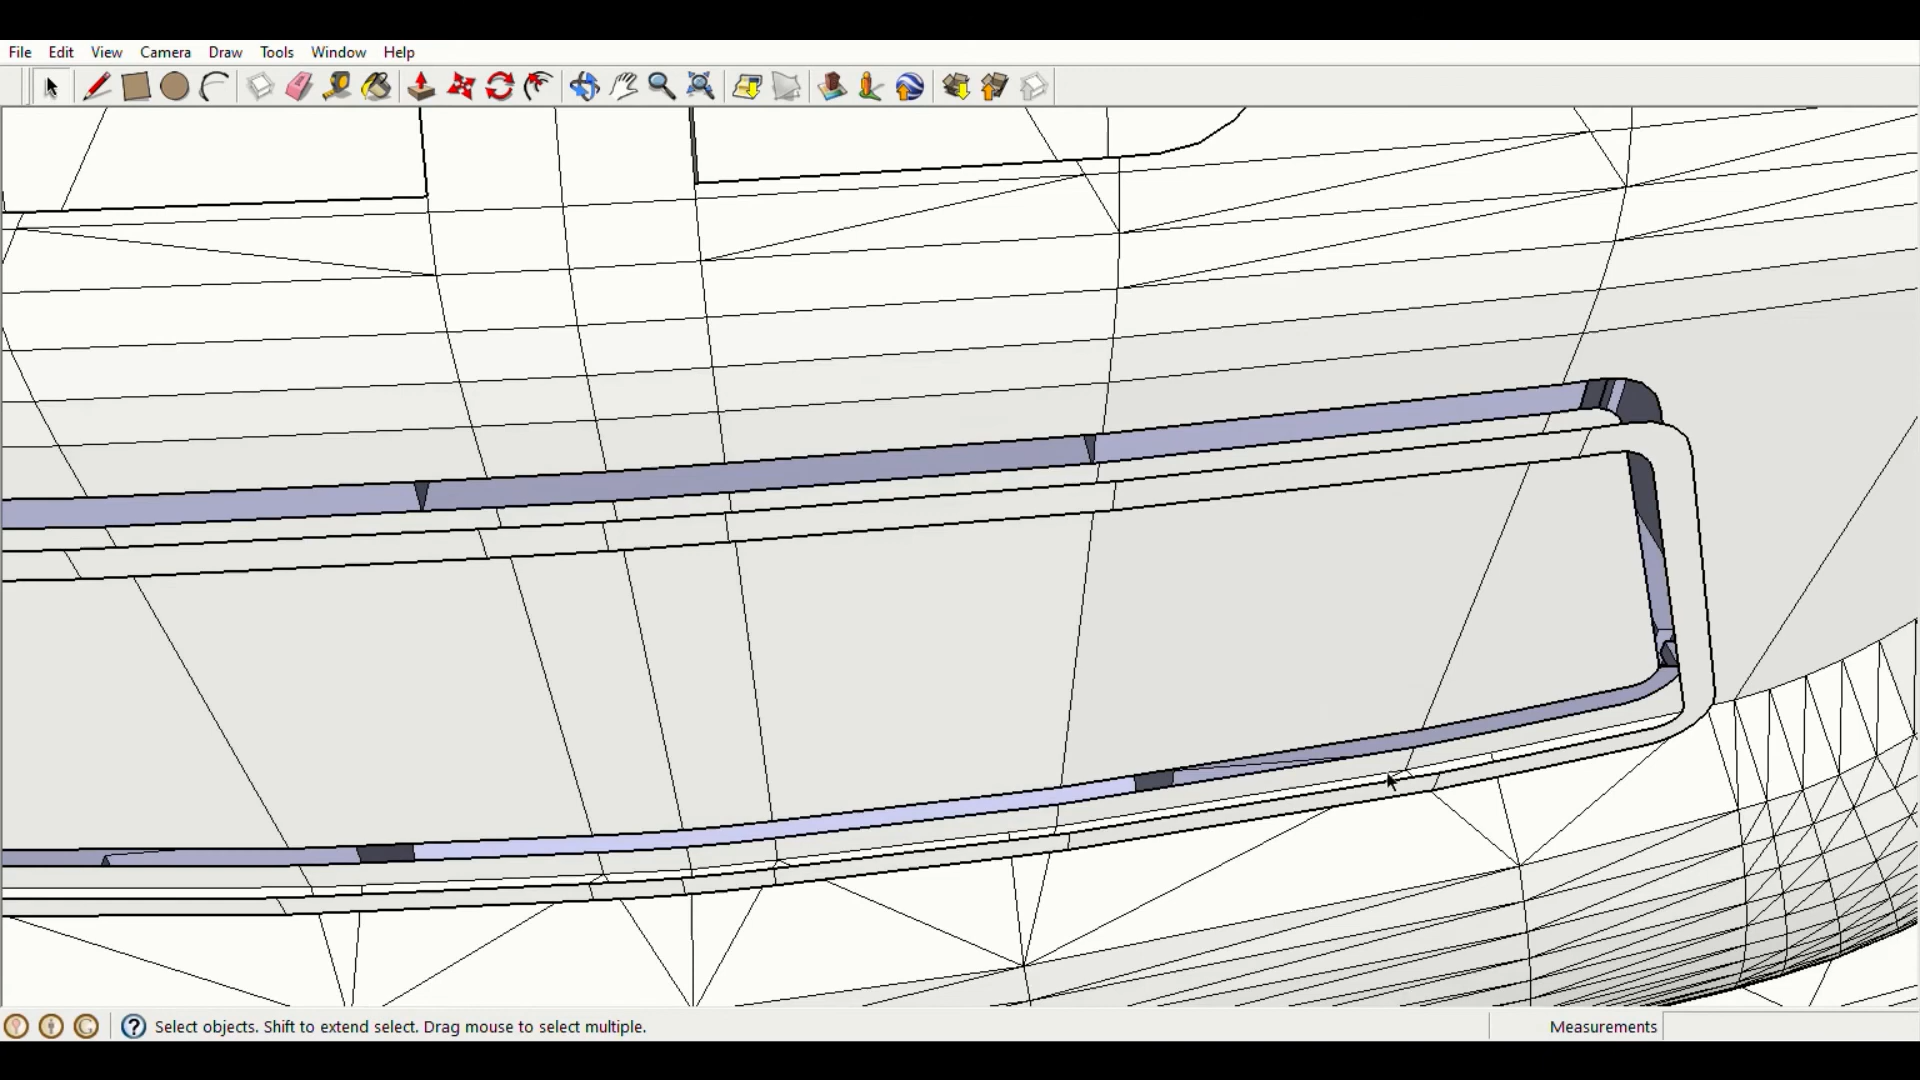 File Edit View Camera Draw Tools Window Help
Select objects. Shift to extend select. Drag mouse to select multiple.
Measurements